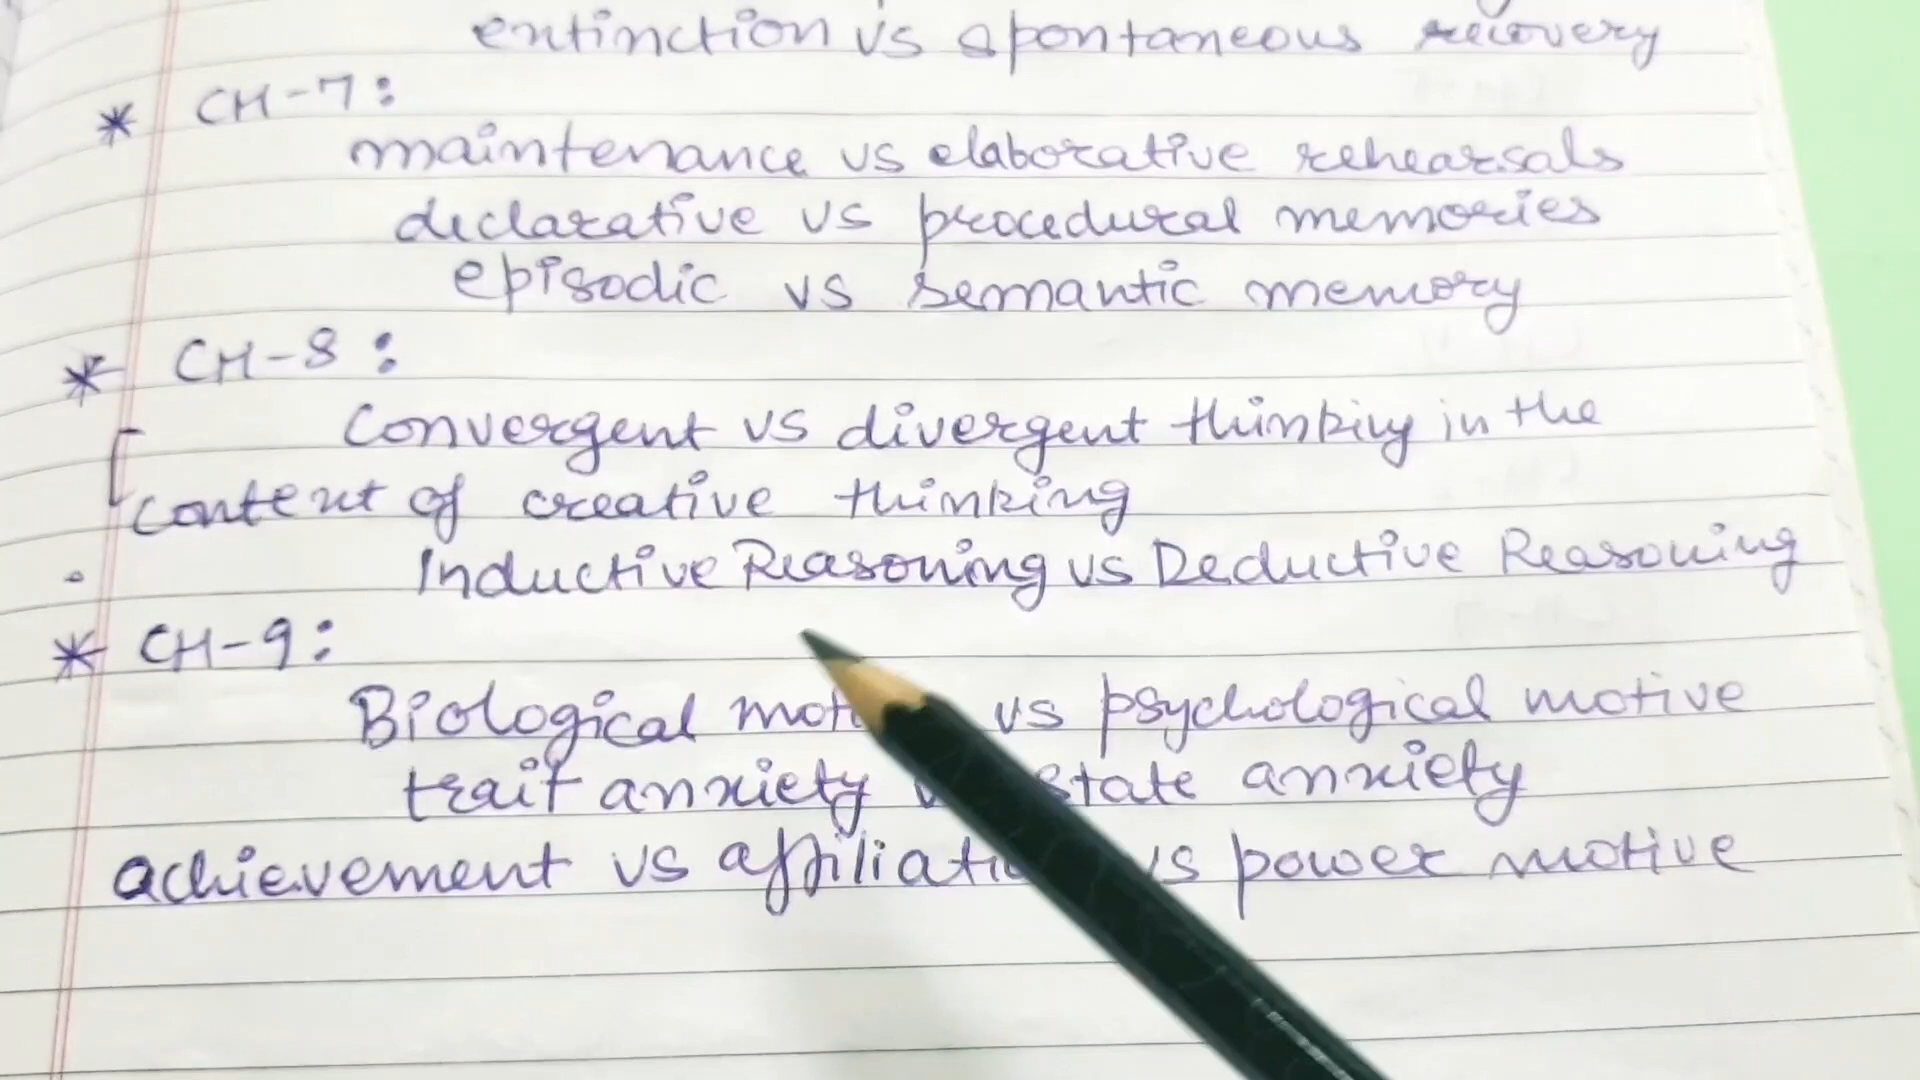 extinction vs spontaneous recovery
* CH-7:
maintenance vs elaborative rehearsals
declarative vs procedural memories
episodic vs semantic memory
* CH-8:
Convergent vs divergent thinking in the
context of creative thinking
Inductive Reasoning vs Deductive Reasoning
* CH-9:
Biological vs psychological motive
trait anxiety state anxiety
achievement vs vs power motive